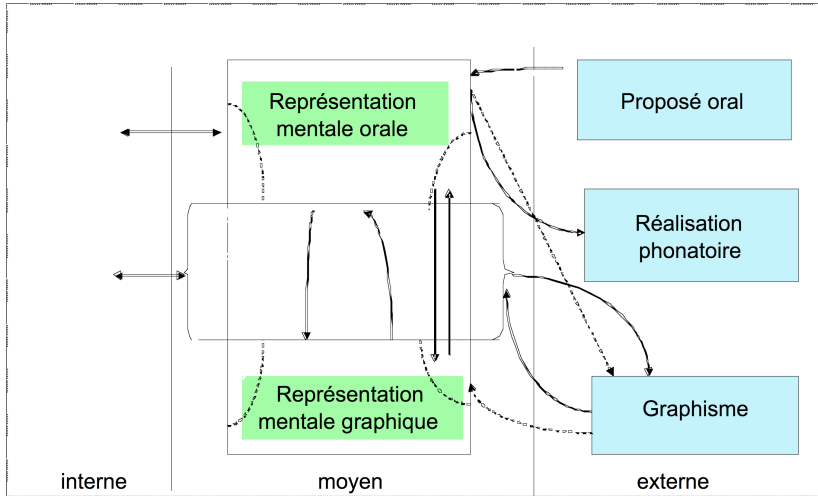 Représentation
mentale orale
Proposé oral
Réalisation
phonatoire
Représentation
mentale graphique
Graphisme
interne
moyen
externe